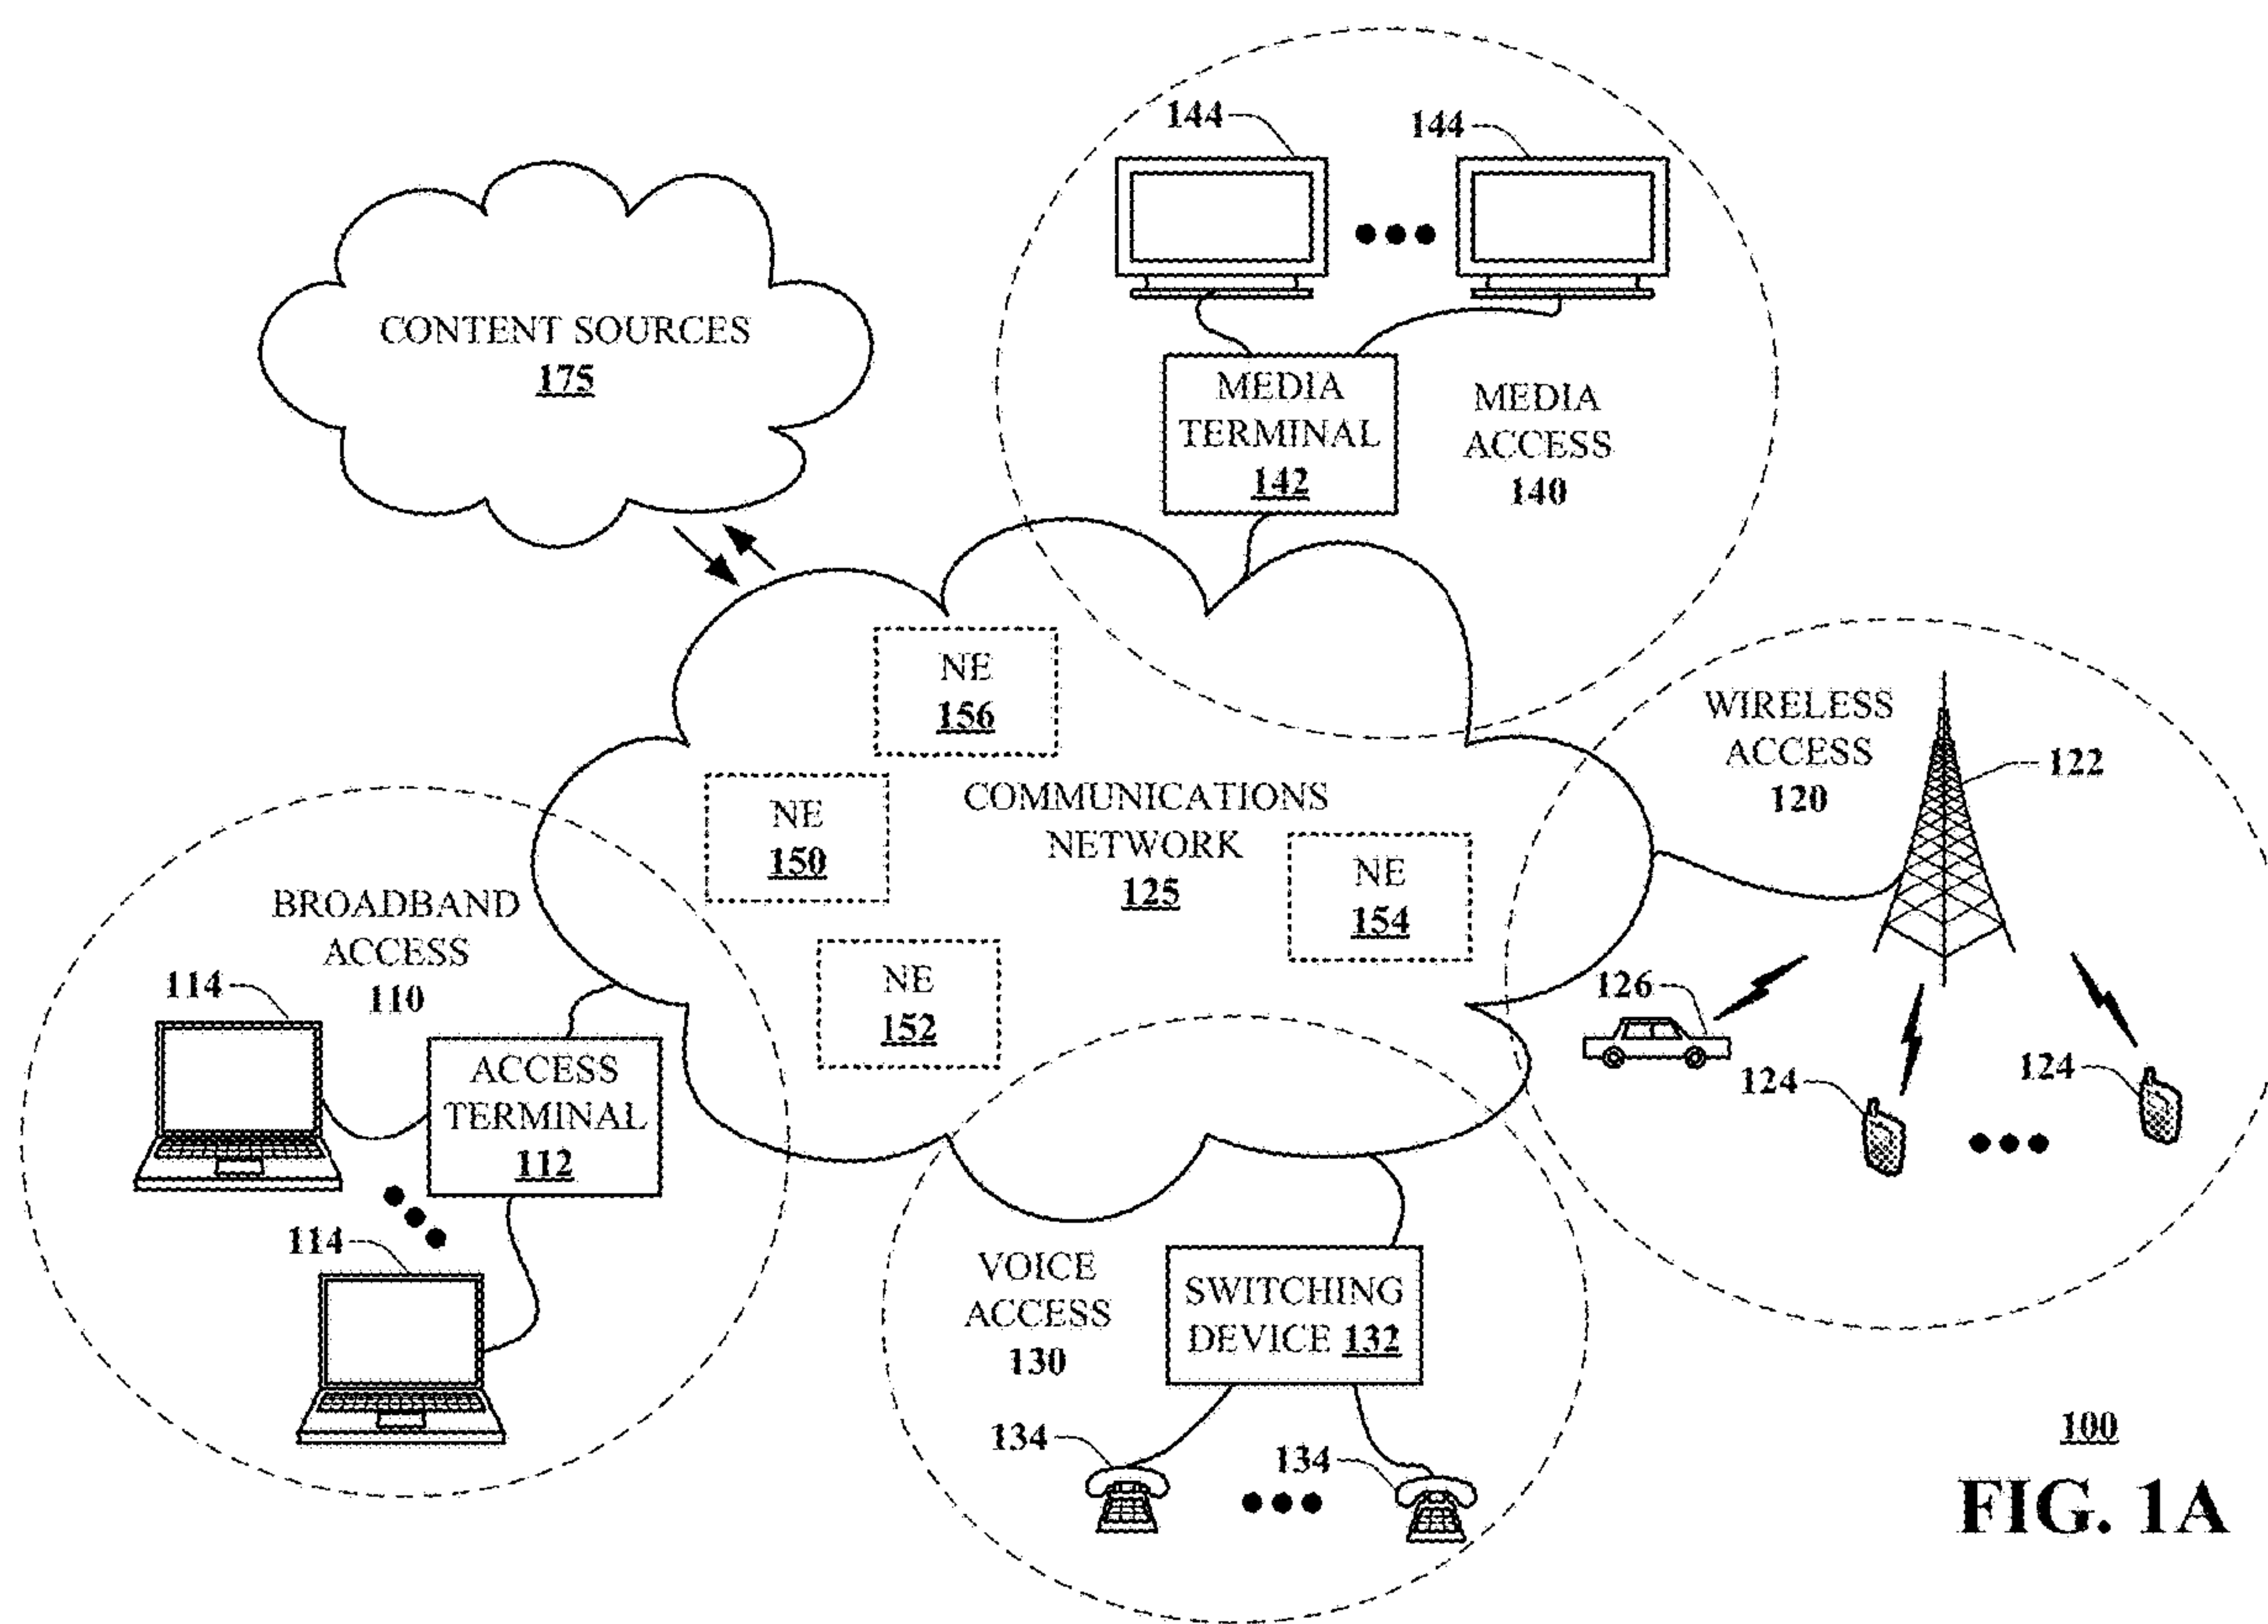 144
144
CONTENT SOURCES
175
MEDIA
TERMINAL
142
MEDIA
ACCESS
140
NE
156
WIRELESS
ACCESS
120
122
NE
150
COMMUNICATIONS
NETWORK
125
NE
154
BROADBAND
ACCESS
110
114
NE
152
126
124
124
ACCESS
TERMINAL
112
114
VOICE
ACCESS
130
SWITCHING
DEVICE 132
134
134
100
FIG. 1A